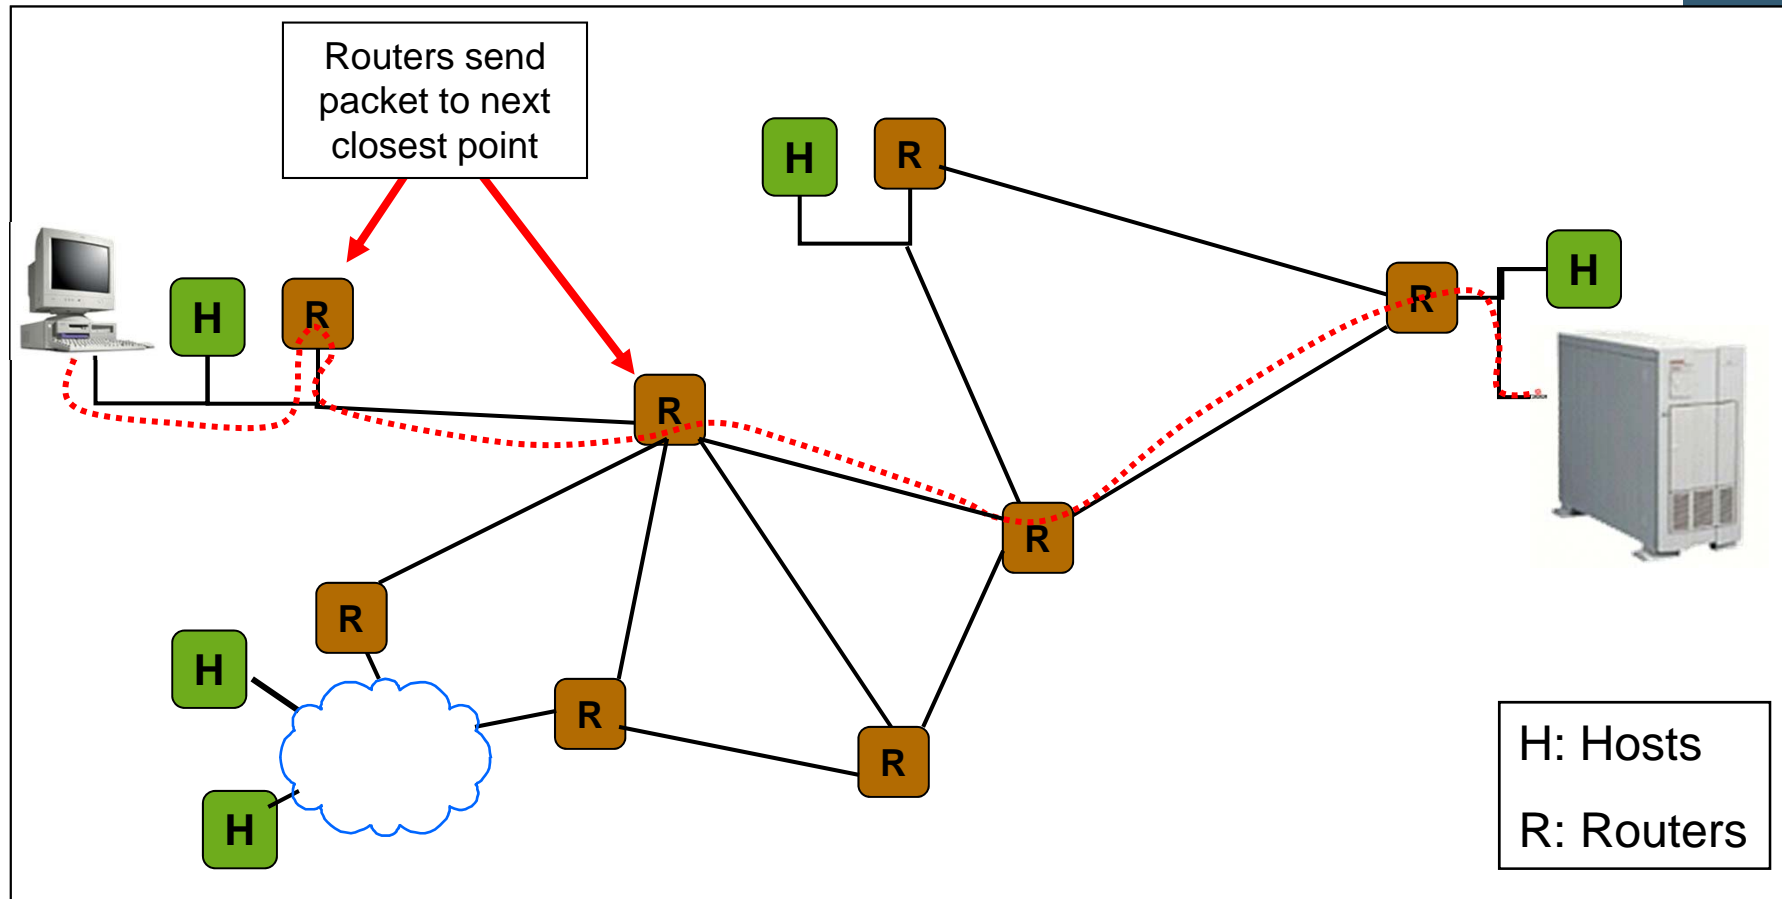 Routers send
packet to next
closest point
H
R
H
H
R
R
R
R
R
H
R
R
H
H: Hosts
R: Routers